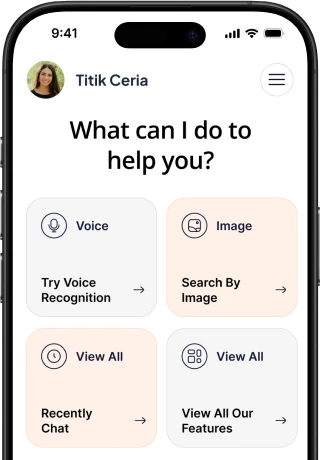 9:41
Titik Ceria
What can I do to
help you?
Voice
Image
Try Voice
Recognition
Search By
Image
View All
View All
Recently
Chat
View All Our
Features